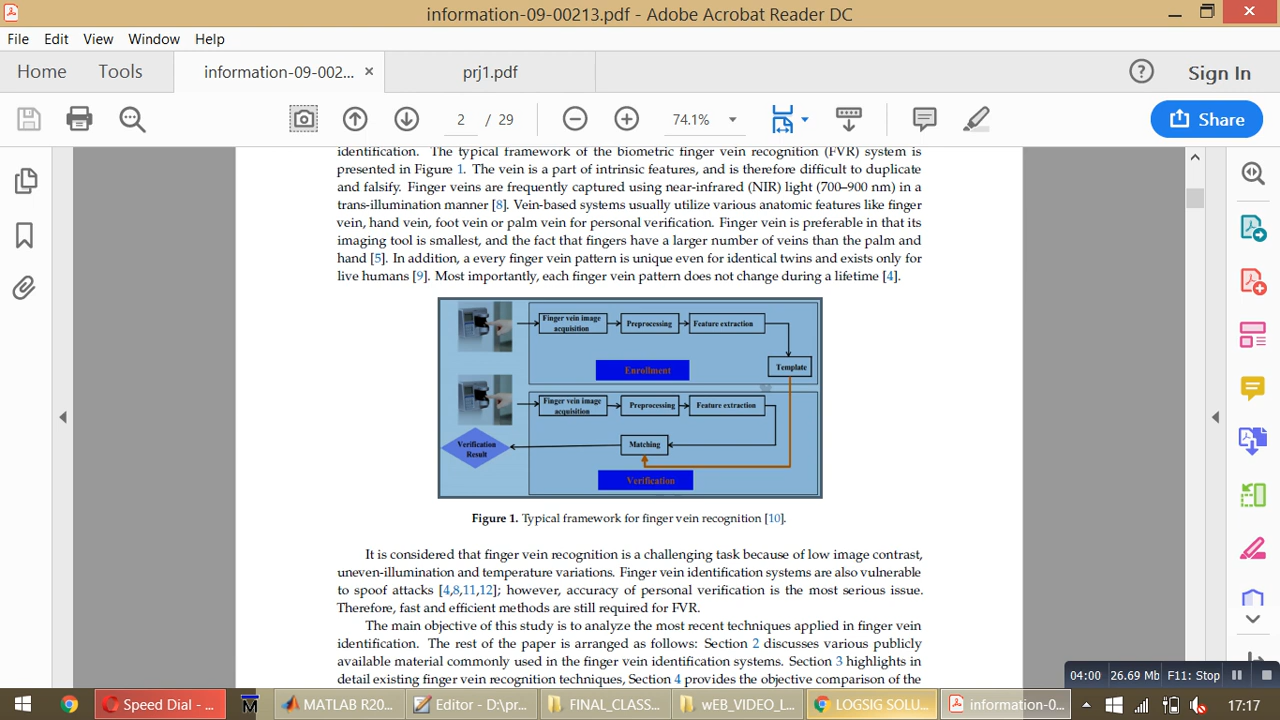 information-09-00213.pdf - Adobe Acrobat Reader DC
File Edit View Window Help
Home Tools information-09-002... × prj1.pdf Sign In
2 / 29 74.1% Share
identification. The typical framework of the biometric finger vein recognition (FVR) system is
presented in Figure 1. The vein is a part of intrinsic features, and is therefore difficult to duplicate
and falsify. Finger veins are frequently captured using near-infrared (NIR) light (700–900 nm) in a
trans-illumination manner [8]. Vein-based systems usually utilize various anatomic features like finger
vein, hand vein, foot vein or palm vein for personal verification. Finger vein is preferable in that its
imaging tool is smallest, and the fact that fingers have a larger number of veins than the palm and
hand [5]. In addition, a every finger vein pattern is unique even for identical twins and exists only for
live humans [9]. Most importantly, each finger vein pattern does not change during a lifetime [4].
Finger vein image
acquisition
Preprocessing
Feature extraction
Template
Enrollment
Finger vein image
acquisition
Preprocessing
Feature extraction
Matching
Verification
Result
Verification
Figure 1. Typical framework for finger vein recognition [10].
It is considered that finger vein recognition is a challenging task because of low image contrast,
uneven-illumination and temperature variations. Finger vein identification systems are also vulnerable
to spoof attacks [4,8,11,12]; however, accuracy of personal verification is the most serious issue.
Therefore, fast and efficient methods are still required for FVR.
The main objective of this study is to analyze the most recent techniques applied in finger vein
identification. The rest of the paper is arranged as follows: Section 2 discusses various publicly
available material commonly used in the finger vein identification systems. Section 3 highlights in
detail existing finger vein recognition techniques, Section 4 provides the objective comparison of the
04:00 26.69 Mb F11: Stop
Speed Dial - ... MATLAB R20... Editor - D:\pr... FINAL_CLASS... wEB_VIDEO_L... LOGSIG SOLU... information-0... 17:17